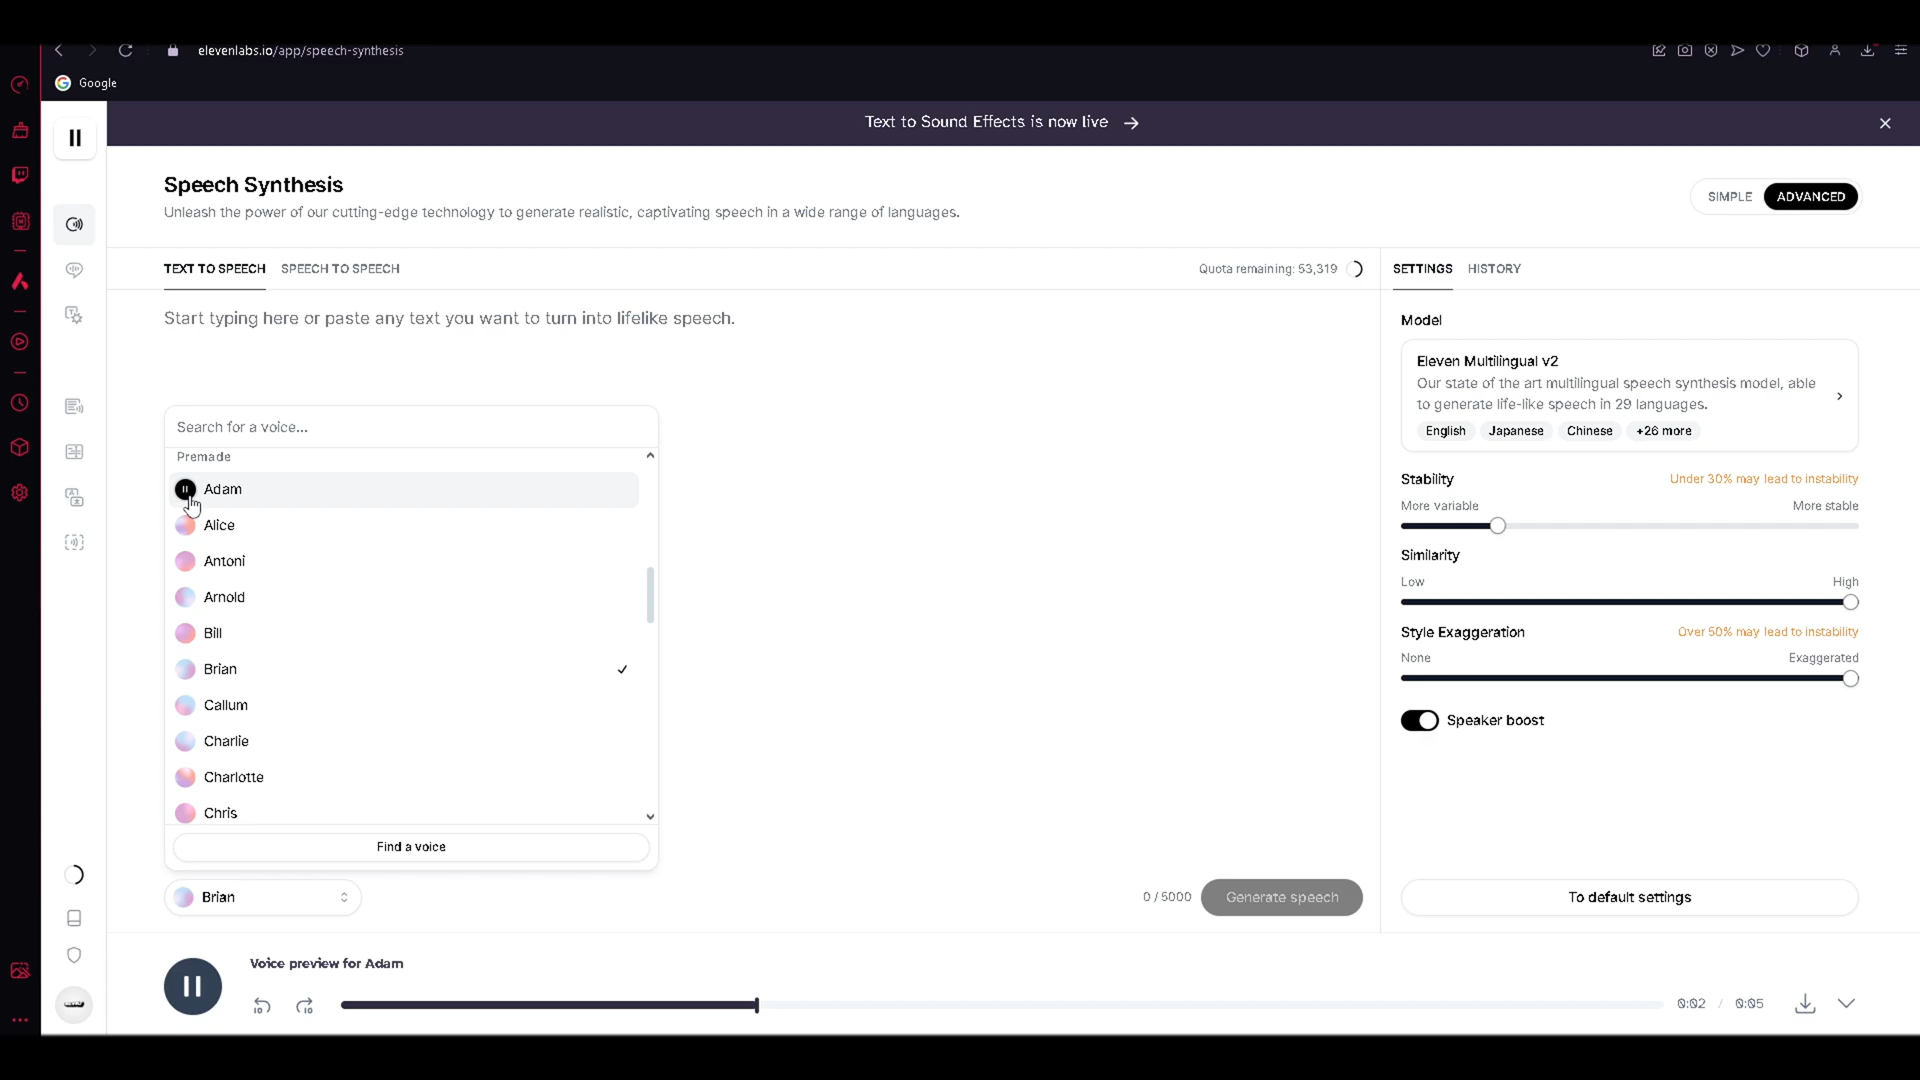 elevenlabs.io/app/speech-synthesis
Google
Text to Sound Effects is now live →
Speech Synthesis
Unleash the power of our cutting-edge technology to generate realistic, captivating speech in a wide range of languages.
SIMPLE ADVANCED
TEXT TO SPEECH SPEECH TO SPEECH Quota remaining: 53,319
SETTINGS HISTORY
Start typing here or paste any text you want to turn into lifelike speech.
Search for a voice...
Premade
Adam
Alice
Antoni
Arnold
Bill
Brian
Callum
Charlie
Charlotte
Chris
Find a voice
Brian
0 / 5000 Generate speech
Model
Eleven Multilingual v2
Our state of the art multilingual speech synthesis model, able
to generate life-like speech in 29 languages.
English Japanese Chinese +26 more
Stability Under 30% may lead to instability
More variable More stable
Similarity
Low High
Style Exaggeration Over 50% may lead to instability
None Exaggerated
Speaker boost
To default settings
Voice preview for Adam
10 10 0:02 / 0:05